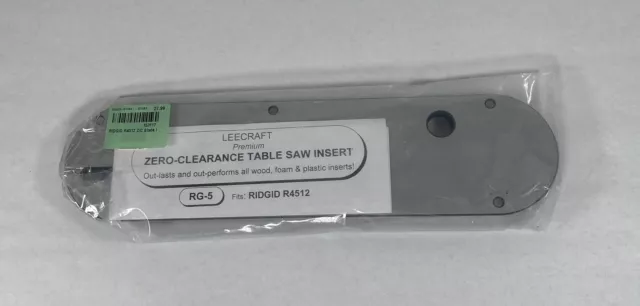 LEECRAFT
Premium
ZERO-CLEARANCE TABLE SAW INSERT
Out-lasts and out-performs all wood, foam & plastic inserts!
RG-5 Fits: RIDGID R4512